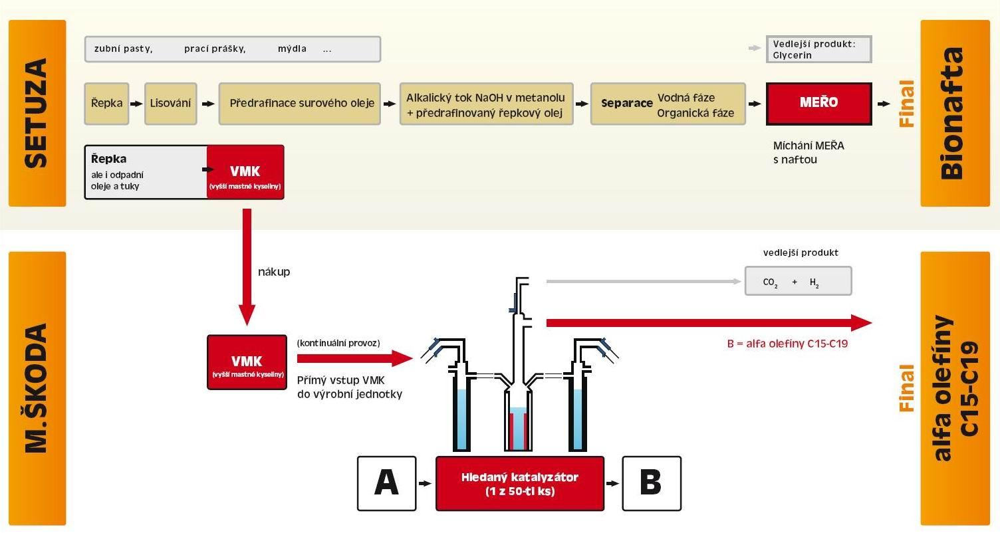 SETUZA
zubní pasty, prací prášky, mýdla ...
Vedlejší produkt:
Glycerin
Řepka
Lisování
Předrafinace surového oleje
Alkalický tok NaOH v metanolu
+ předrafinovaný řepkový olej
Separace Vodná fáze
Organická fáze
MEŘO
Míchání MEŘA
s naftou
Final
Bionafta
Řepka
ale i odpadní
oleje a tuky
VMK
(vyšší mastné kyseliny)
nákup
M.ŠKODA
VMK
(vyšší mastné kyseliny)
(kontinuální provoz)
Přímý vstup VMK
do výrobní jednotky
vedlejší produkt
CO₂ + H₂
B = alfa olefíny C15-C19
A
Hledaný katalyzátor
(1 z 50-ti ks)
B
Final
alfa olefíny
C15-C19